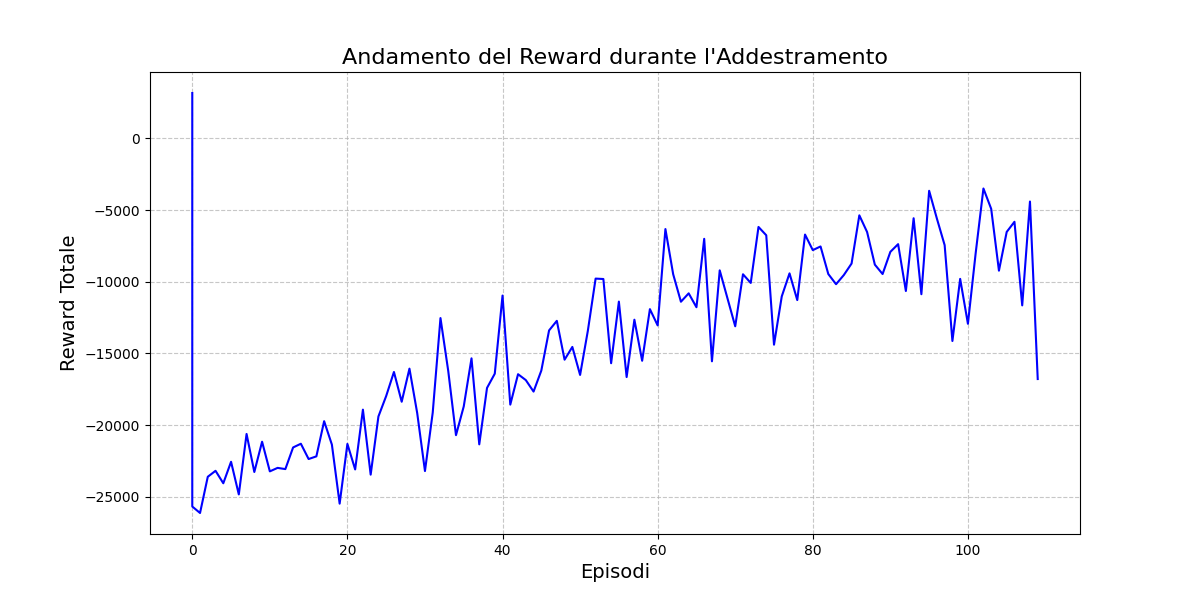 Andamento del Reward durante l'Addestramento
Reward Totale
0
−5000
−10000
−15000
−20000
−25000
0 20 40 60 80 100
Episodi